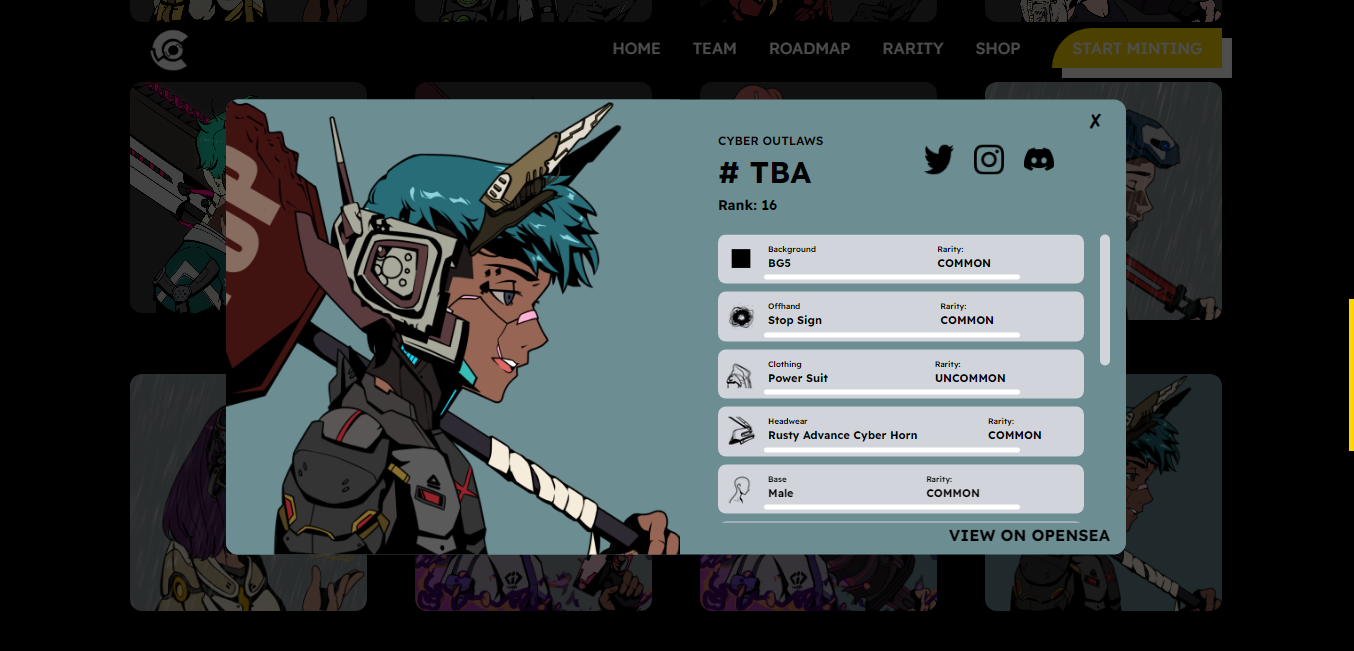 HOME TEAM ROADMAP RARITY SHOP START MINTING
CYBER OUTLAWS
# TBA
Rank: 16
Background Rarity:
BG5 COMMON
Offhand Rarity:
Stop Sign COMMON
Clothing Rarity:
Power Suit UNCOMMON
Headwear Rarity:
Rusty Advance Cyber Horn COMMON
Base Rarity:
Male COMMON
VIEW ON OPENSEA